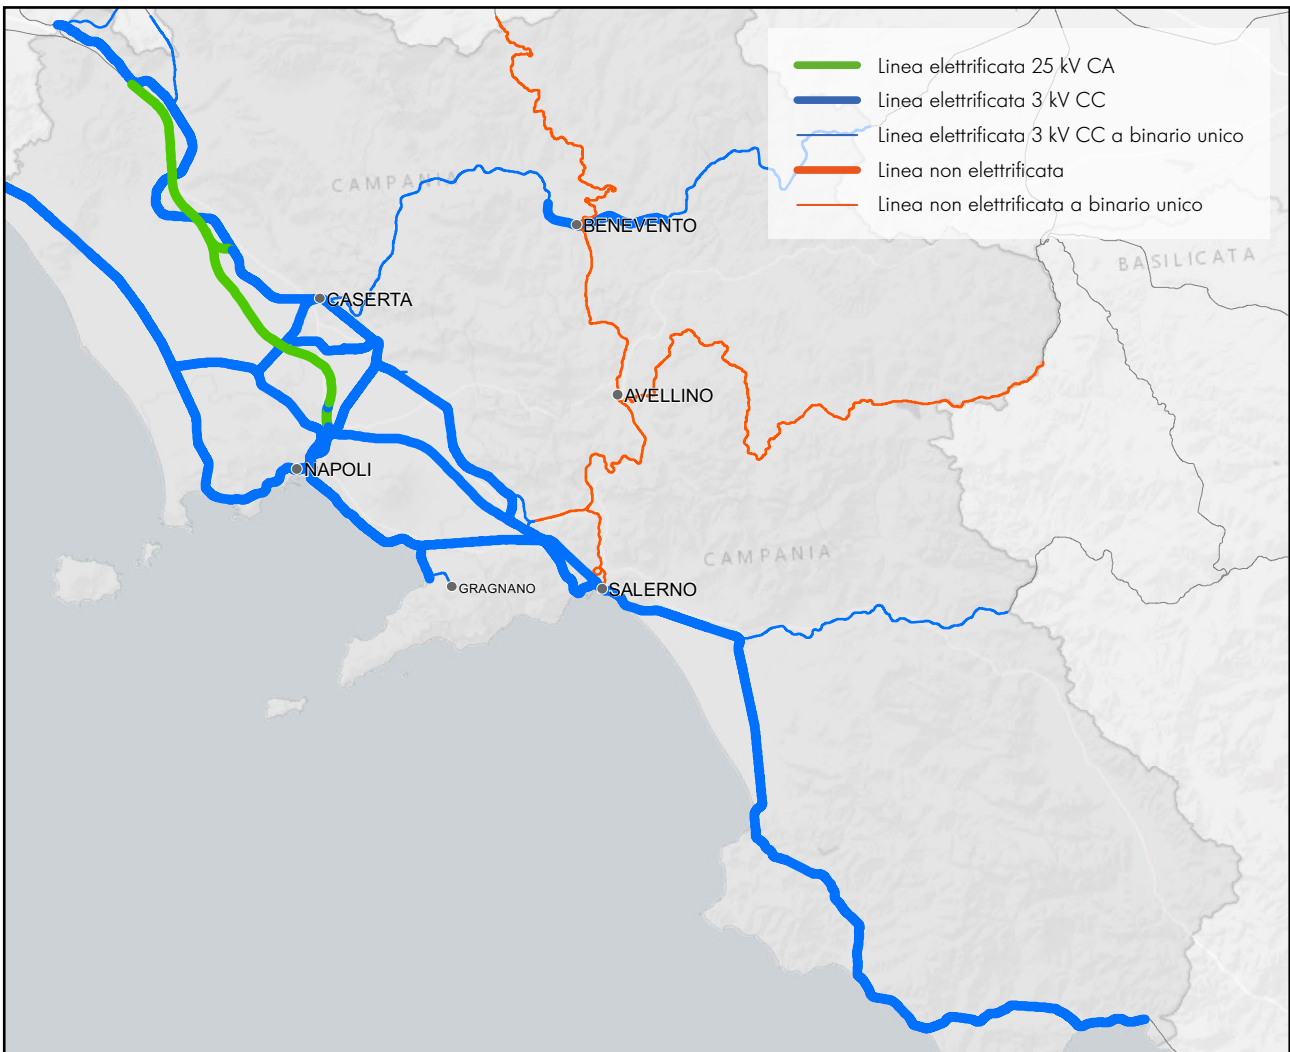 Linea elettrificata 25 kV CA
Linea elettrificata 3 kV CC
Linea elettrificata 3 kV CC a binario unico
Linea non elettrificata
Linea non elettrificata a binario unico
CAMPANIA
BENEVENTO
BASILICATA
CASERTA
AVELLINO
NAPOLI
CAMPANIA
GRAGNANO
SALERNO